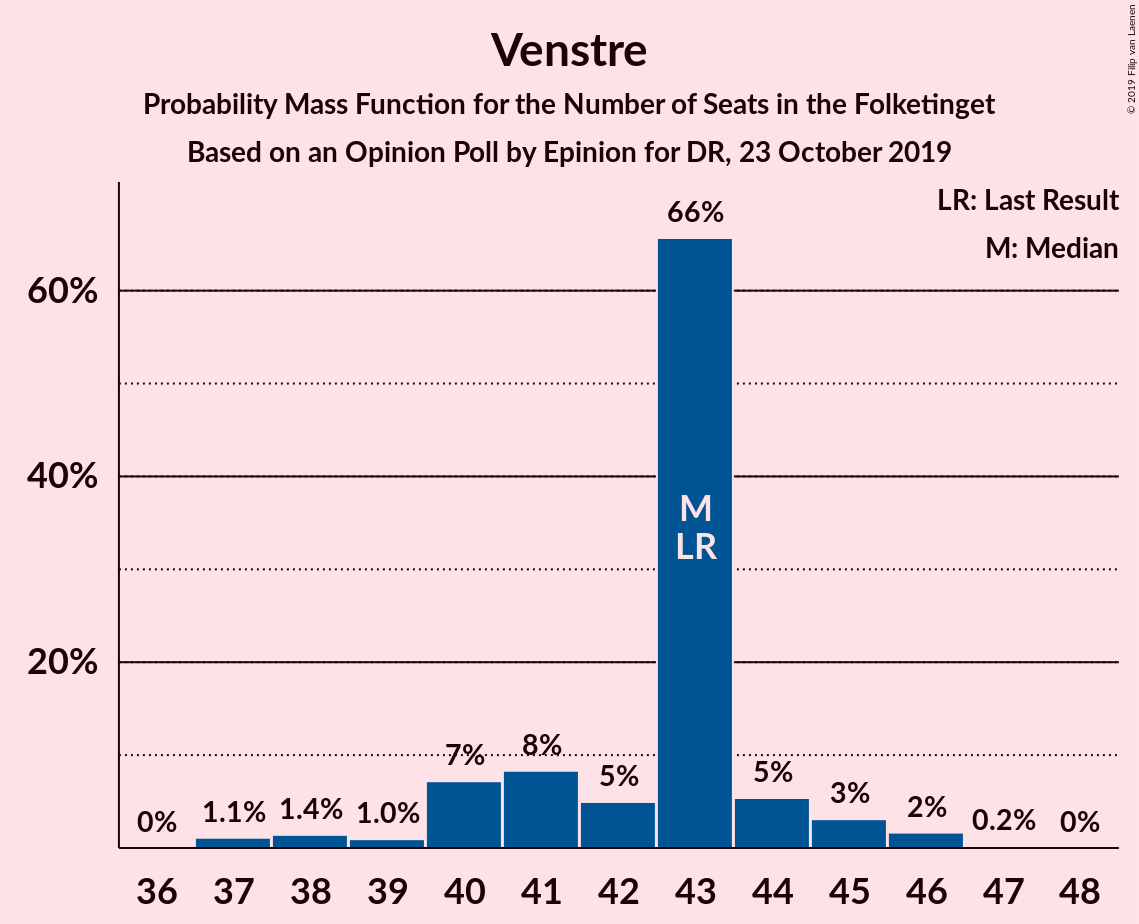 Venstre
Probability Mass Function for the Number of Seats in the Folketinget
Based on an Opinion Poll by Epinion for DR, 23 October 2019
© 2019 Filip van Laenen
LR: Last Result
M: Median
66%
60%
40%
20%
M
LR
0%
1.1%
1.4%
1.0%
7%
8%
5%
5%
3%
2%
0.2%
0%
36 37 38 39 40 41 42 43 44 45 46 47 48